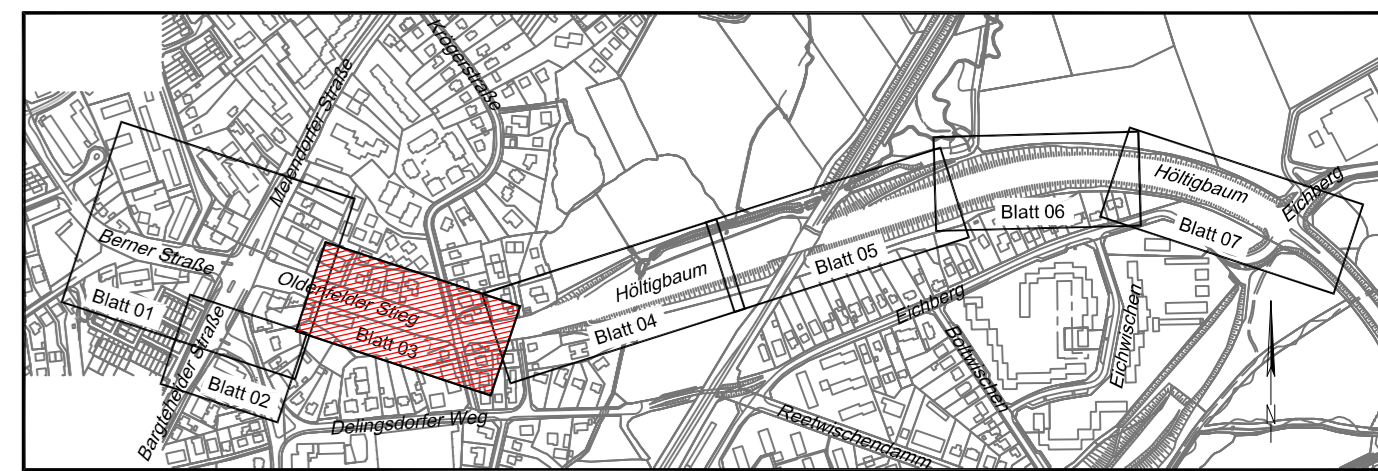 Krögerstraße
Meiendorfer Straße
Berner Straße
Blatt 01
Bargteheider Straße
Blatt 02
Oldenfelder Stieg
Blatt 03
Delingsdorfer Weg
Höltigbaum
Blatt 04
Blatt 05
Blatt 06
Höltigbaum
Blatt 07
Eichberg
Eichberg
Boltwischen
Eichwischen
Reetwischendamm
N